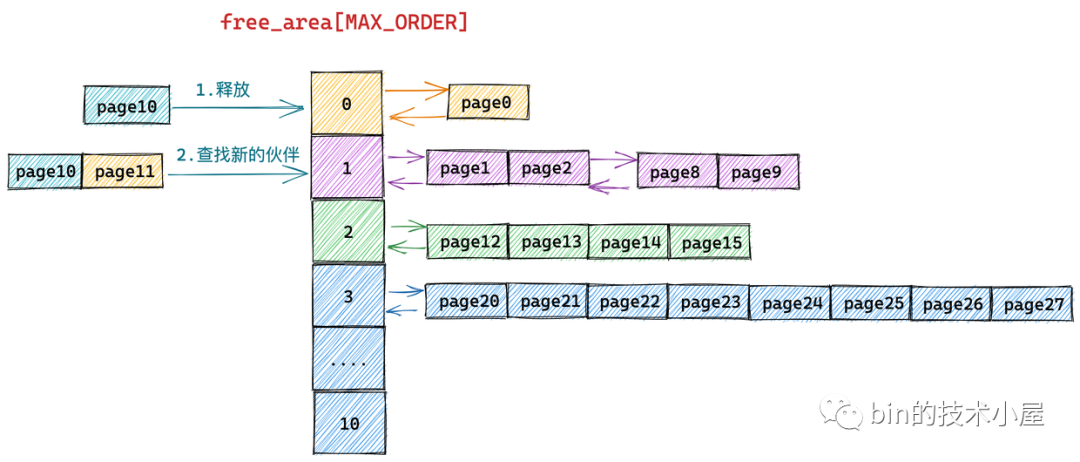 free_area[MAX_ORDER]
page10 1.释放 0 page0
page10 page11 2.查找新的伙伴 1 page1 page2 page8 page9
2 page12 page13 page14 page15
3 page20 page21 page22 page23 page24 page25 page26 page27
....
10
bin的技术小屋